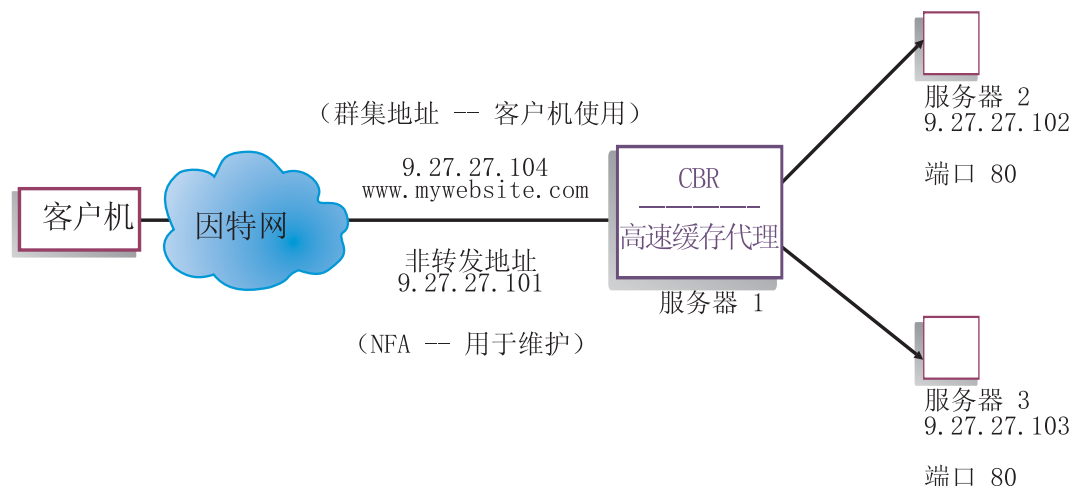 客户机
因特网
（群集地址 -- 客户机使用）
9.27.27.104
www.mywebsite.com
非转发地址
9.27.27.101
（NFA -- 用于维护）
CBR
-------
高速缓存代理
服务器 1
服务器 2
9.27.27.102
端口 80
服务器 3
9.27.27.103
端口 80